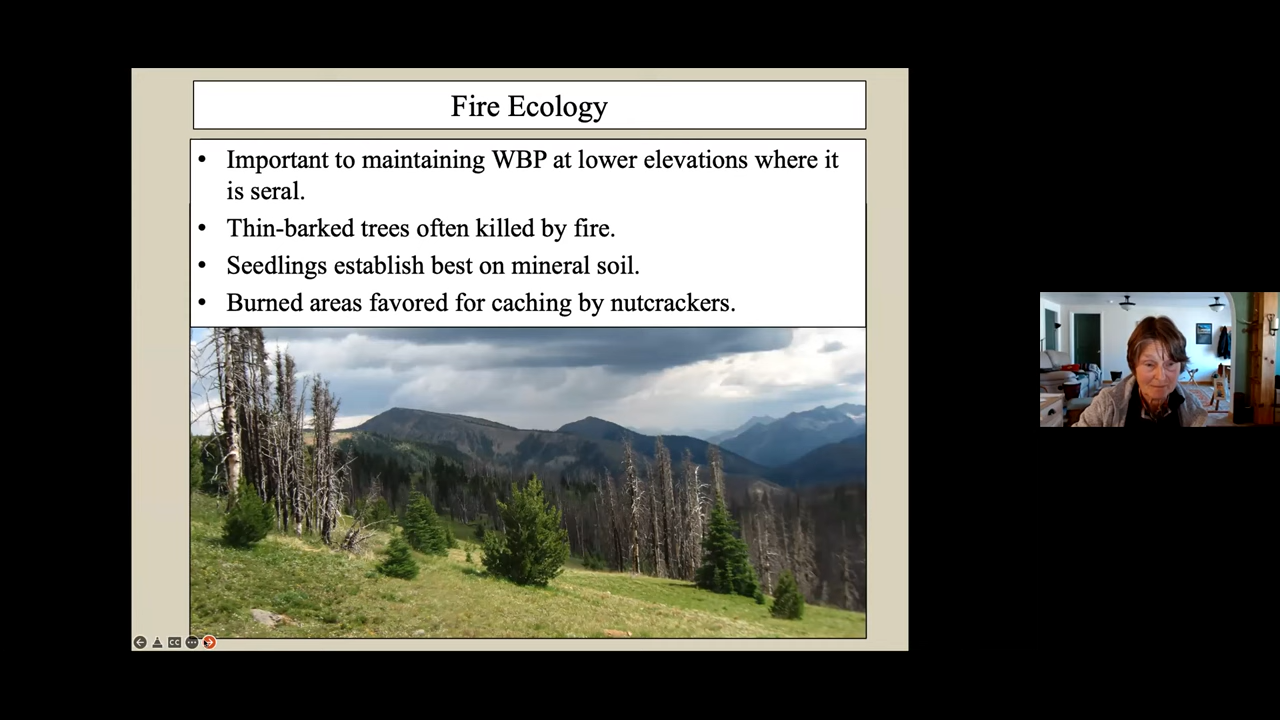 Fire Ecology
• Important to maintaining WBP at lower elevations where it
is seral.
• Thin-barked trees often killed by fire.
• Seedlings establish best on mineral soil.
• Burned areas favored for caching by nutcrackers.
CC